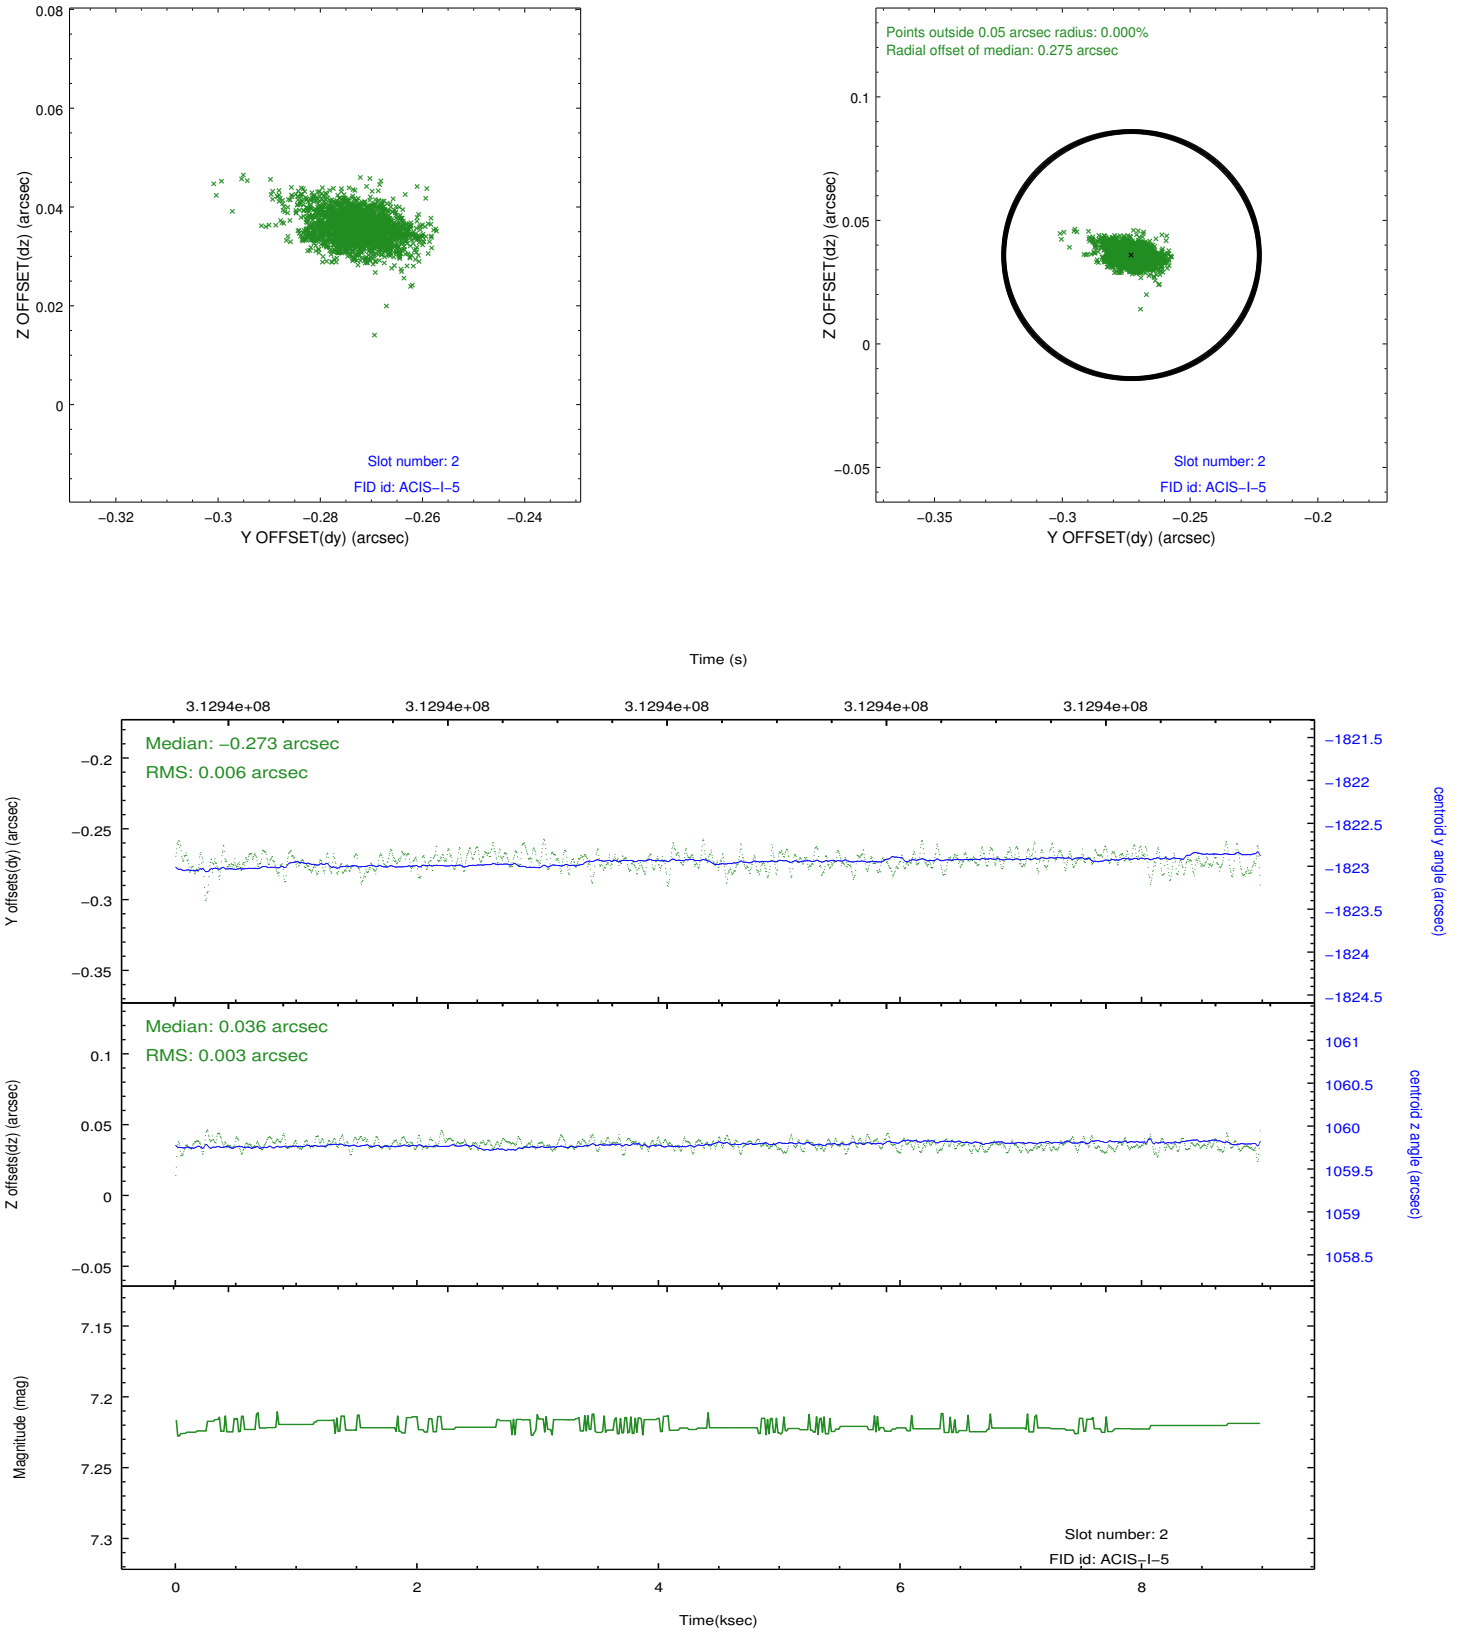 0.08
0.06
0.04
0.02
0
Z OFFSET(dz) (arcsec)
−0.32
−0.3
−0.28
−0.26
−0.24
Y OFFSET(dy) (arcsec)
Slot number: 2
FID id: ACIS−I−5
Points outside 0.05 arcsec radius: 0.000%
Radial offset of median: 0.275 arcsec
0.1
0.05
0
−0.05
Z OFFSET(dz) (arcsec)
−0.35
−0.3
−0.25
−0.2
Y OFFSET(dy) (arcsec)
Slot number: 2
FID id: ACIS−I−5
Time (s)
3.1294e+08
3.1294e+08
3.1294e+08
3.1294e+08
3.1294e+08
Median: −0.273 arcsec
RMS: 0.006 arcsec
−0.2
−0.25
−0.3
−0.35
Y offsets(dy) (arcsec)
−1821.5
−1822
−1822.5
−1823
−1823.5
−1824
−1824.5
centroid y angle (arcsec)
Median: 0.036 arcsec
RMS: 0.003 arcsec
0.1
0.05
0
−0.05
Z offsets(dz) (arcsec)
1061
1060.5
1060
1059.5
1059
1058.5
centroid z angle (arcsec)
7.15
7.2
7.25
7.3
Magnitude (mag)
Slot number: 2
FID id: ACIS−I−5
0
2
4
6
8
Time(ksec)